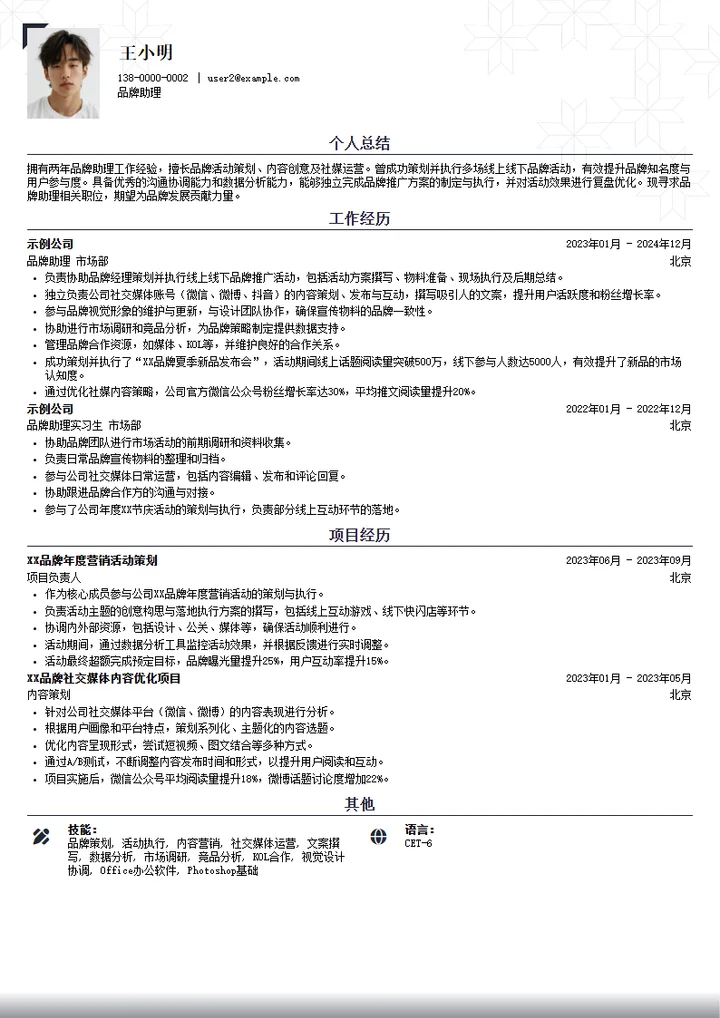 王小明
138-0000-0002 | user2@example.com
品牌助理
个人总结
拥有两年品牌助理工作经验，擅长品牌活动策划、内容创意及社媒运营。曾成功策划并执行多场线上线下品牌活动，有效提升品牌知名度与
用户参与度。具备优秀的沟通协调能力和数据分析能力，能够独立完成品牌推广方案的制定与执行，并对活动效果进行复盘优化。现寻求品
牌助理相关职位，期望为品牌发展贡献力量。
工作经历
示例公司 2023年01月 - 2024年12月
品牌助理 市场部 北京
• 负责协助品牌经理策划并执行线上线下品牌推广活动，包括活动方案撰写、物料准备、现场执行及后期总结。
• 独立负责公司社交媒体账号（微信、微博、抖音）的内容策划、发布与互动，撰写吸引人的文案，提升用户活跃度和粉丝增长率。
• 参与品牌视觉形象的维护与更新，与设计团队协作，确保宣传物料的品牌一致性。
• 协助进行市场调研和竞品分析，为品牌策略制定提供数据支持。
• 管理品牌合作资源，如媒体、KOL等，并维护良好的合作关系。
• 成功策划并执行了“XX品牌夏季新品发布会”，活动期间线上话题阅读量突破500万，线下参与人数达5000人，有效提升了新品的市场
认知度。
• 通过优化社媒内容策略，公司官方微信公众号粉丝增长率达30%，平均推文阅读量提升20%。
示例公司 2022年01月 - 2022年12月
品牌助理实习生 市场部 北京
• 协助品牌团队进行市场活动的前期调研和资料收集。
• 负责日常品牌宣传物料的整理和归档。
• 参与公司社交媒体日常运营，包括内容编辑、发布和评论回复。
• 协助跟进品牌合作方的沟通与对接。
• 参与了公司年度XX节庆活动的策划与执行，负责部分线上互动环节的落地。
项目经历
XX品牌年度营销活动策划 2023年06月 - 2023年09月
项目负责人 北京
• 作为核心成员参与公司XX品牌年度营销活动的策划与执行。
• 负责活动主题的创意构思与落地执行方案的撰写，包括线上互动游戏、线下快闪店等环节。
• 协调内外部资源，包括设计、公关、媒体等，确保活动顺利进行。
• 活动期间，通过数据分析工具监控活动效果，并根据反馈进行实时调整。
• 活动最终超额完成预定目标，品牌曝光量提升25%，用户互动率提升15%。
XX品牌社交媒体内容优化项目 2023年01月 - 2023年05月
内容策划 北京
• 针对公司社交媒体平台（微信、微博）的内容表现进行分析。
• 根据用户画像和平台特点，策划系列化、主题化的内容选题。
• 优化内容呈现形式，尝试短视频、图文结合等多种方式。
• 通过A/B测试，不断调整内容发布时间和形式，以提升用户阅读和互动。
• 项目实施后，微信公众号平均阅读量提升18%，微博话题讨论度增加22%。
其他
技能：
品牌策划, 活动执行, 内容营销, 社交媒体运营, 文案撰
写, 数据分析, 市场调研, 竞品分析, KOL合作, 视觉设计
协调, Office办公软件, Photoshop基础
语言：
CET-6